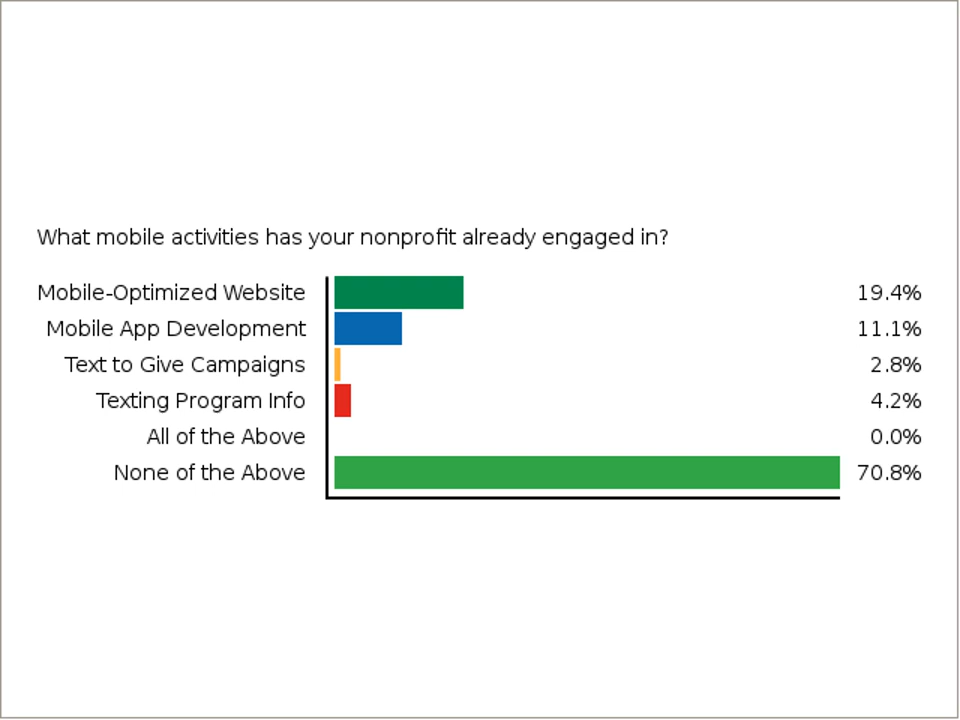 What mobile activities has your nonprofit already engaged in?
Mobile-Optimized Website 19.4%
Mobile App Development 11.1%
Text to Give Campaigns 2.8%
Texting Program Info 4.2%
All of the Above 0.0%
None of the Above 70.8%